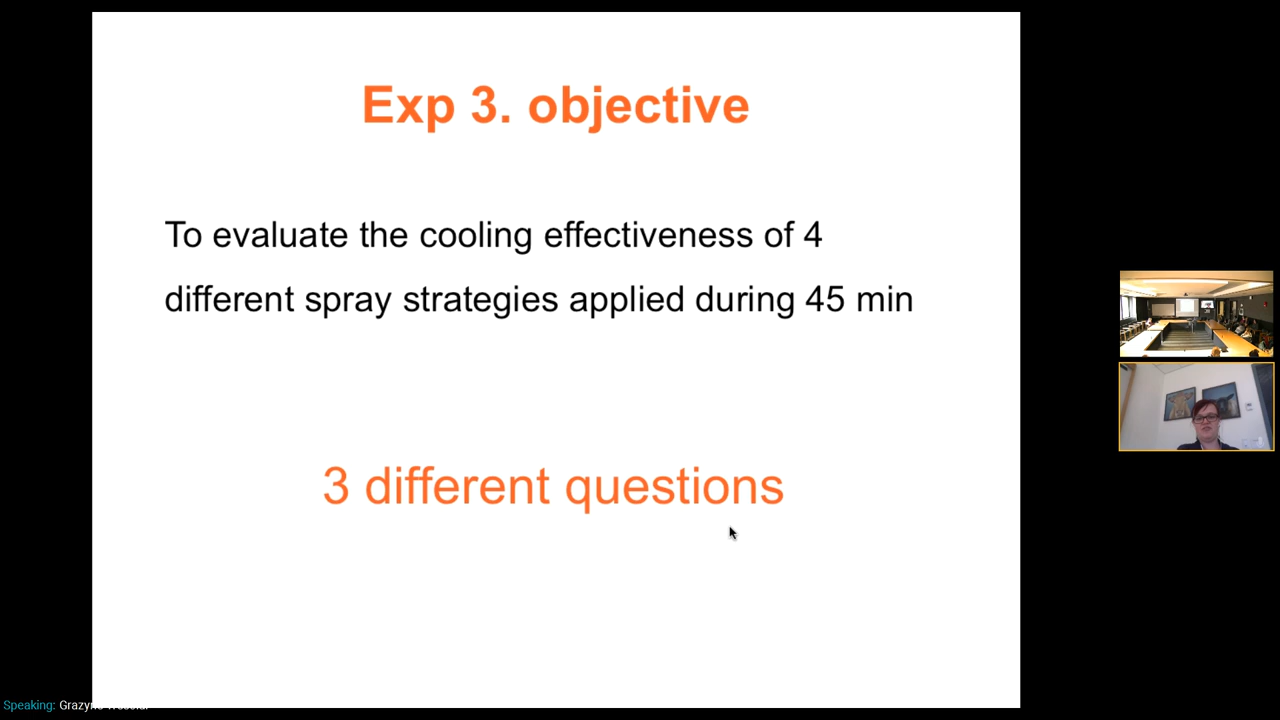 Exp 3. objective
To evaluate the cooling effectiveness of 4
different spray strategies applied during 45 min
3 different questions
Speaking: